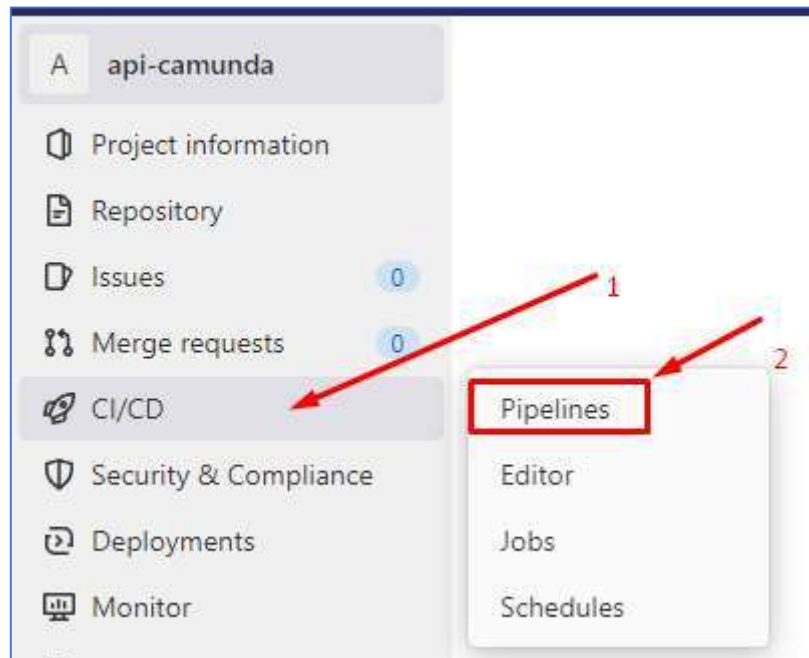 A api-camunda
Project information
Repository
Issues 0
1
Merge requests 0
2
CI/CD
Pipelines
Security & Compliance
Editor
Deployments
Jobs
Monitor
Schedules